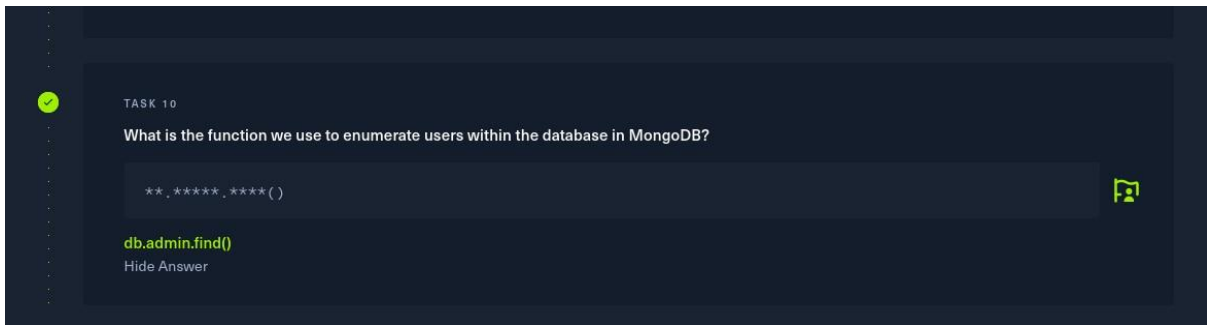 TASK 10
What is the function we use to enumerate users within the database in MongoDB?
**.*****.****()
db.admin.find()
Hide Answer